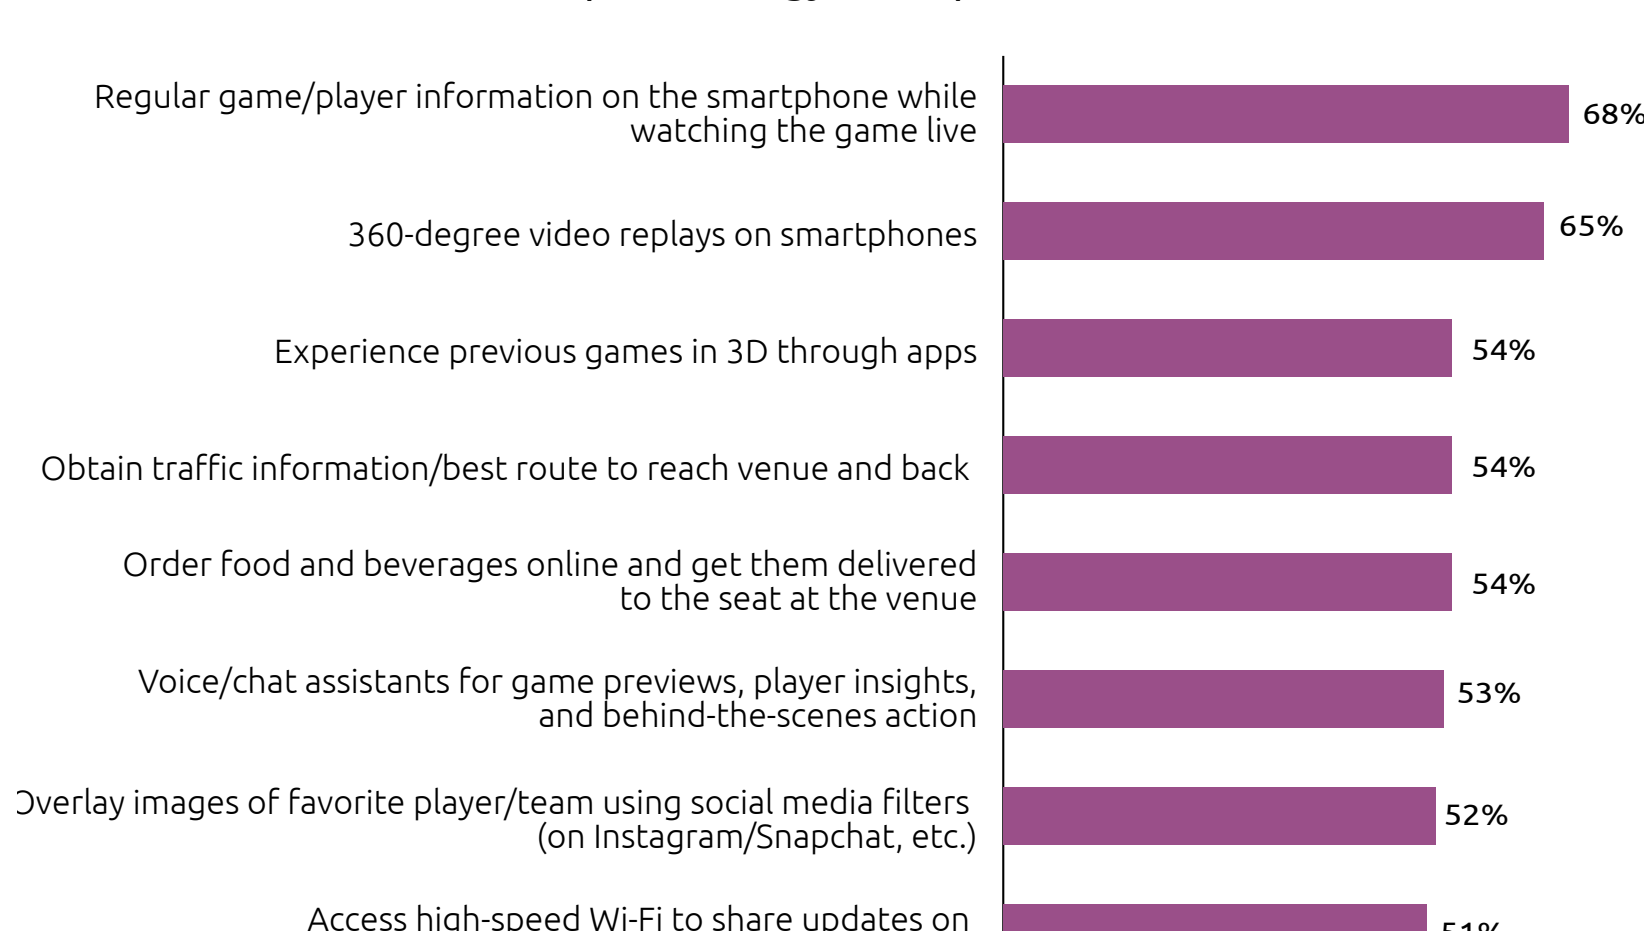 Regular game/player information on the smartphone while
watching the game live
68%
360-degree video replays on smartphones
65%
Experience previous games in 3D through apps
54%
Obtain traffic information/best route to reach venue and back
54%
Order food and beverages online and get them delivered
to the seat at the venue
54%
Voice/chat assistants for game previews, player insights,
and behind-the-scenes action
53%
Overlay images of favorite player/team using social media filters
(on Instagram/Snapchat, etc.)
52%
Access high-speed Wi-Fi to share updates on
51%